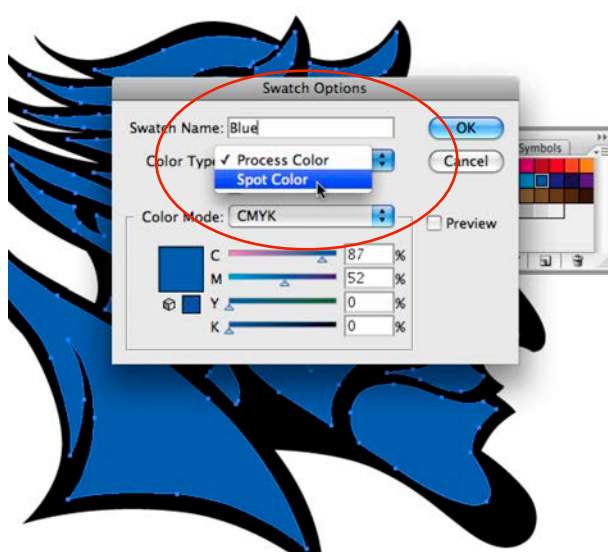 Swatch Options
Swatch Name: Blue
OK
Symbols
Color Type
✓ Process Color
Cancel
Spot Color
Color Mode: CMYK
Preview
C 87 %
M 52 %
Y 0 %
K 0 %